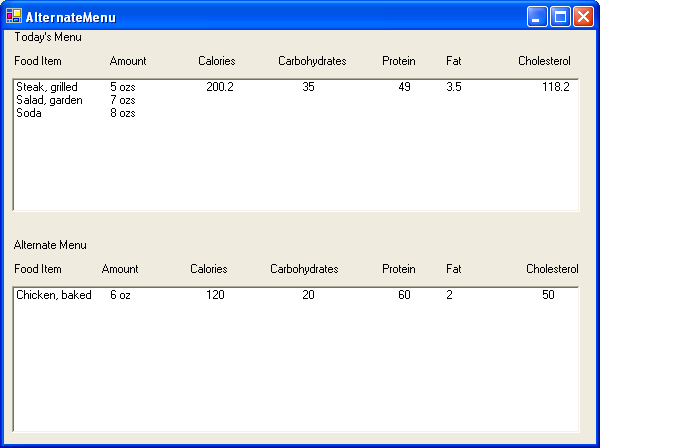 AlternateMenu
Today's Menu
Food Item Amount Calories Carbohydrates Protein Fat Cholesterol
Steak, grilled 5 ozs 200.2 35 49 3.5 118.2
Salad, garden 7 ozs
Soda 8 ozs
Alternate Menu
Food Item Amount Calories Carbohydrates Protein Fat Cholesterol
Chicken, baked 6 oz 120 20 60 2 50